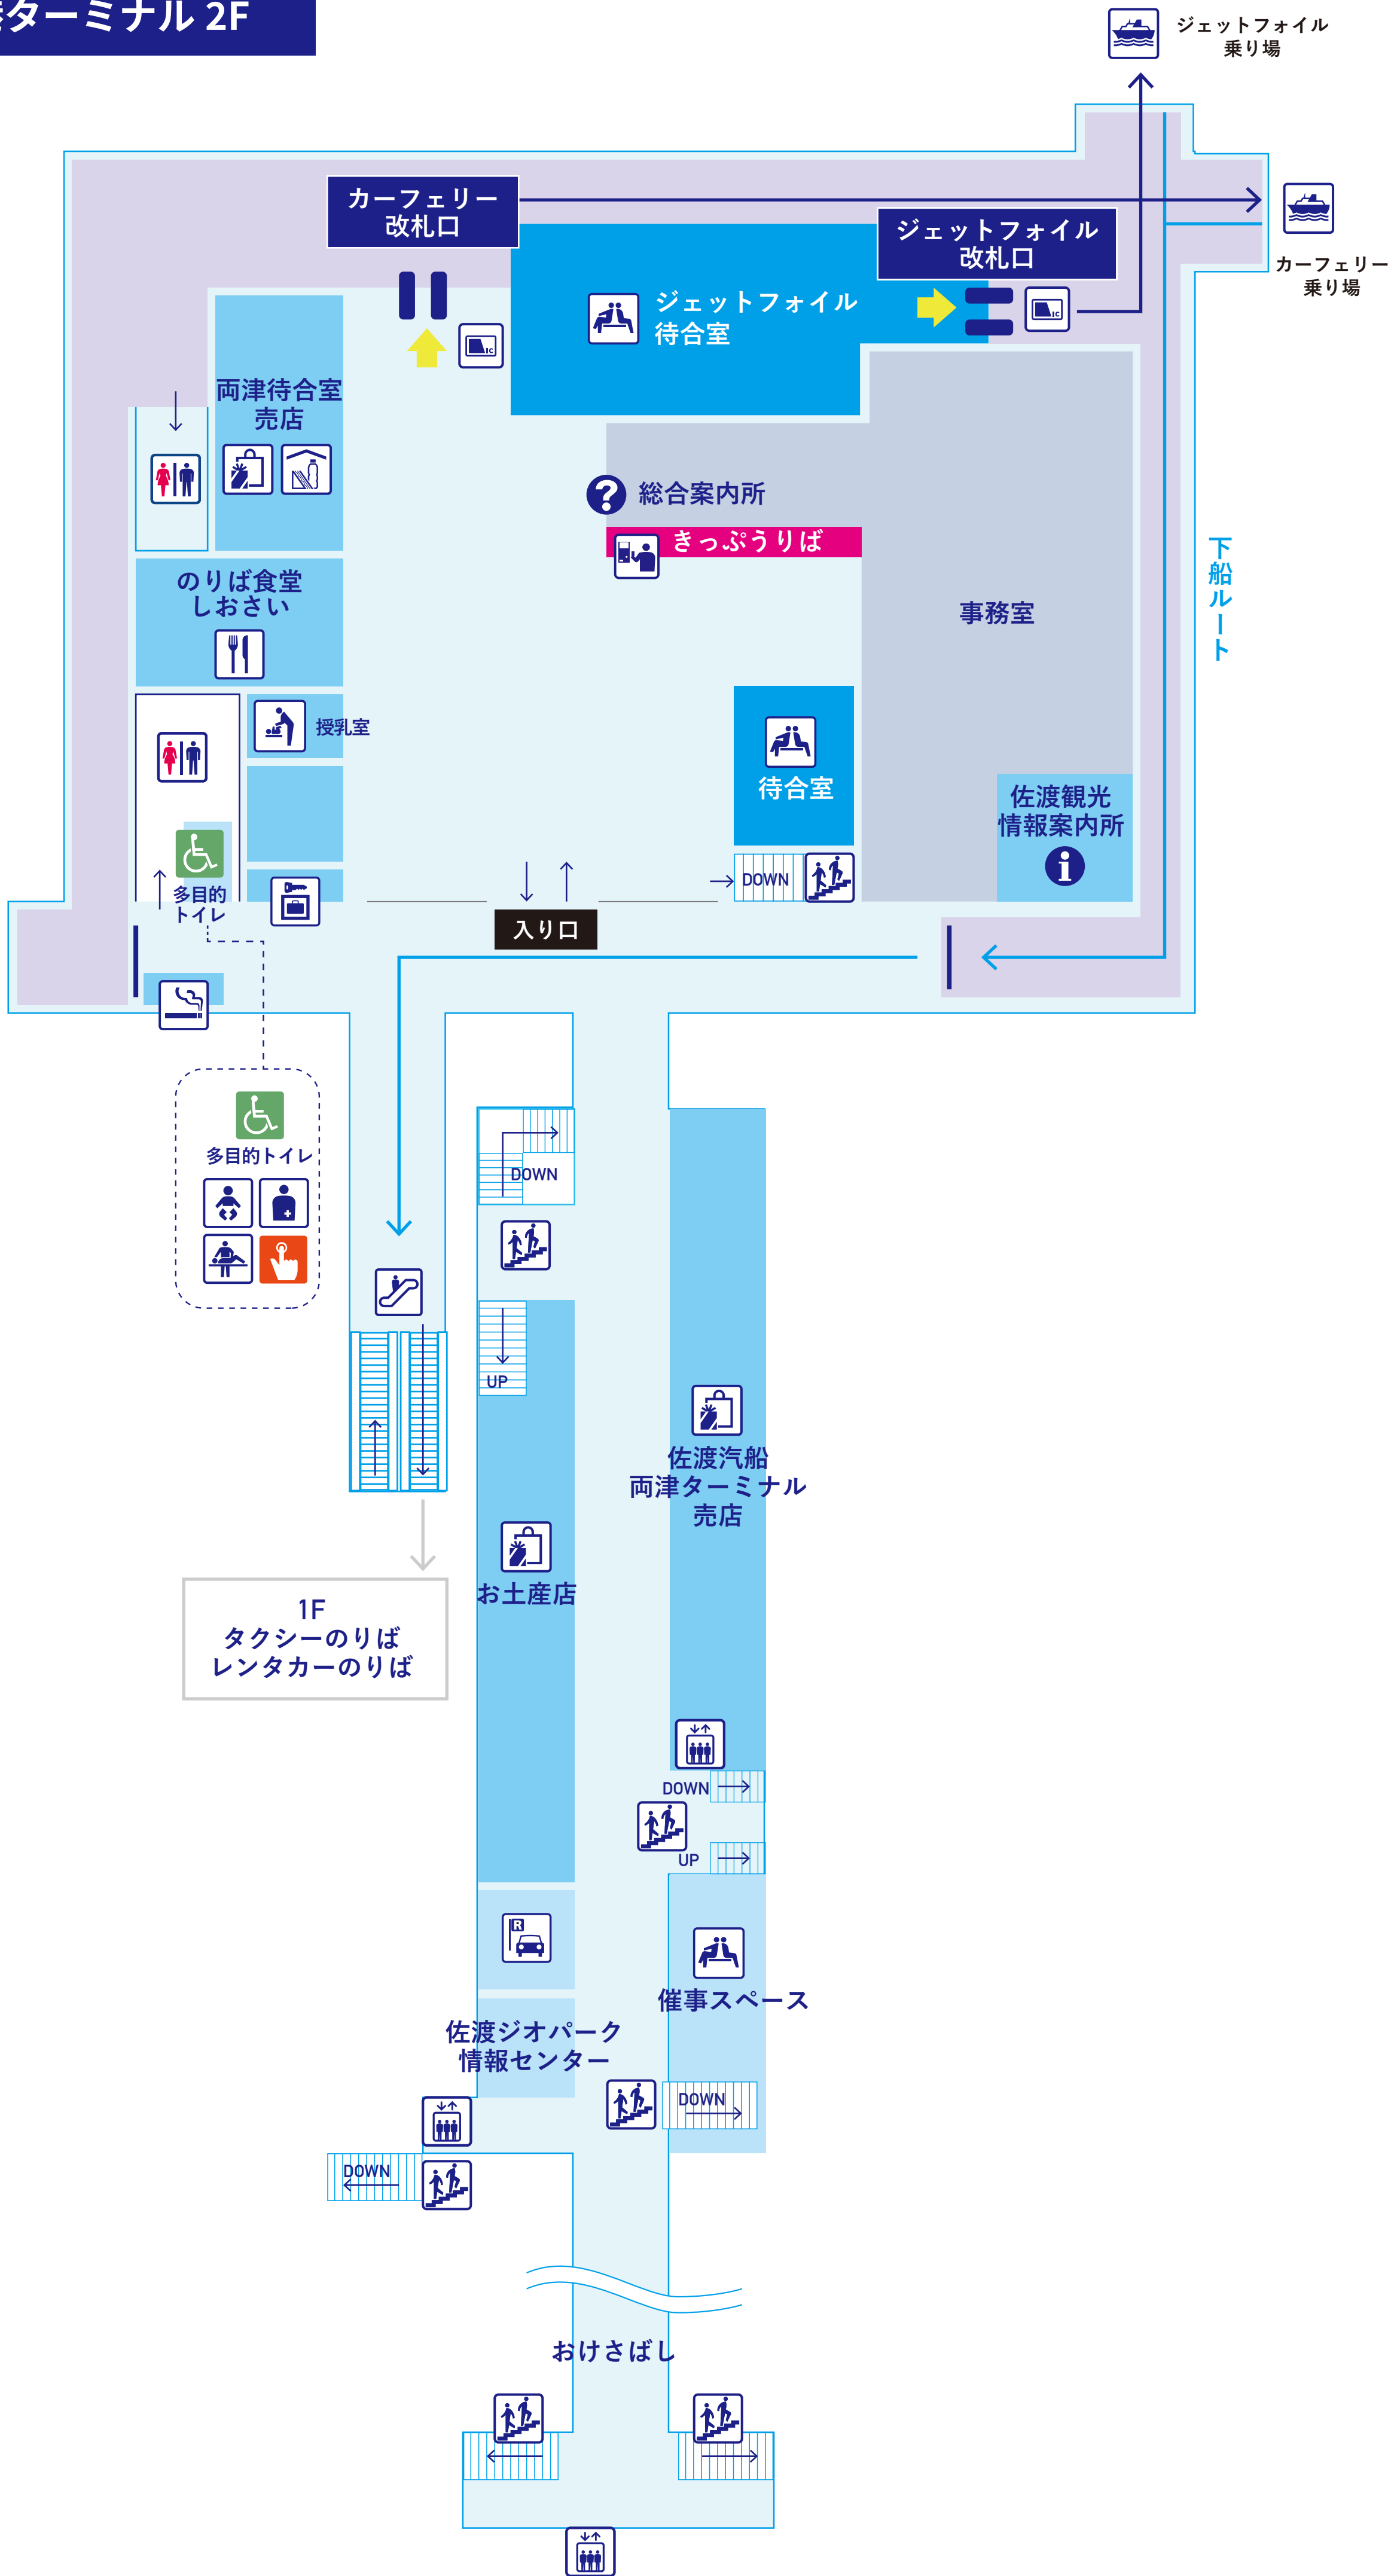 ターミナル 2F
ジェットフォイル
乗り場
カーフェリー
改札口
ジェットフォイル
改札口
カーフェリー
乗り場
ジェットフォイル
待合室
IC
IC
両津待合室
売店
?
総合案内所
きっぷうりば
下船ルート
のりば食堂
しおさい
事務室
授乳室
待合室
佐渡観光
情報案内所
i
DOWN
多目的
トイレ
入り口
多目的トイレ
DOWN
UP
佐渡汽船
両津ターミナル
売店
お土産店
1F
タクシーのりば
レンタカーのりば
DOWN
UP
R
催事スペース
佐渡ジオパーク
情報センター
DOWN
DOWN
おけさばし